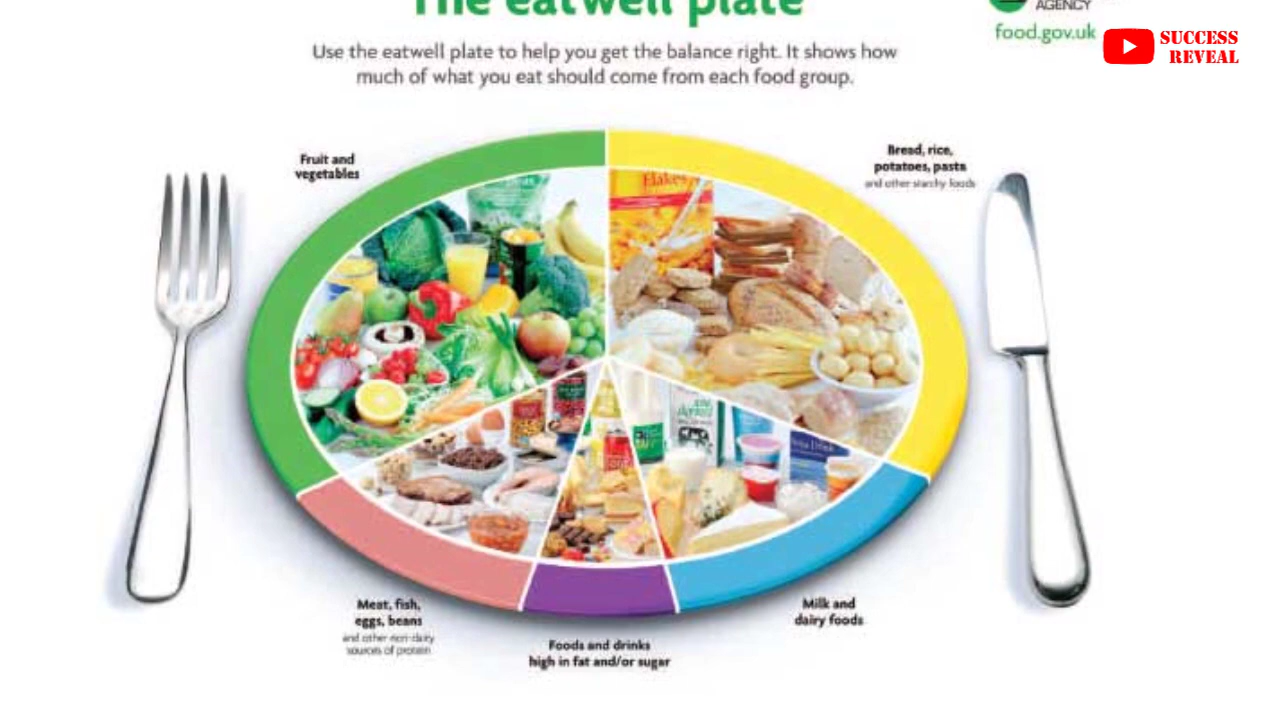 The eatwell plate
AGENCY
food.gov.uk
SUCCESS
REVEAL
Use the eatwell plate to help you get the balance right. It shows how
much of what you eat should come from each food group.
Fruit and
vegetables
Bread, rice,
potatoes, pasta
and other starchy foods
Flakes
Meat, fish,
eggs, beans
and other non-dairy
sources of protein
Foods and drinks
high in fat and/or sugar
Milk and
dairy foods